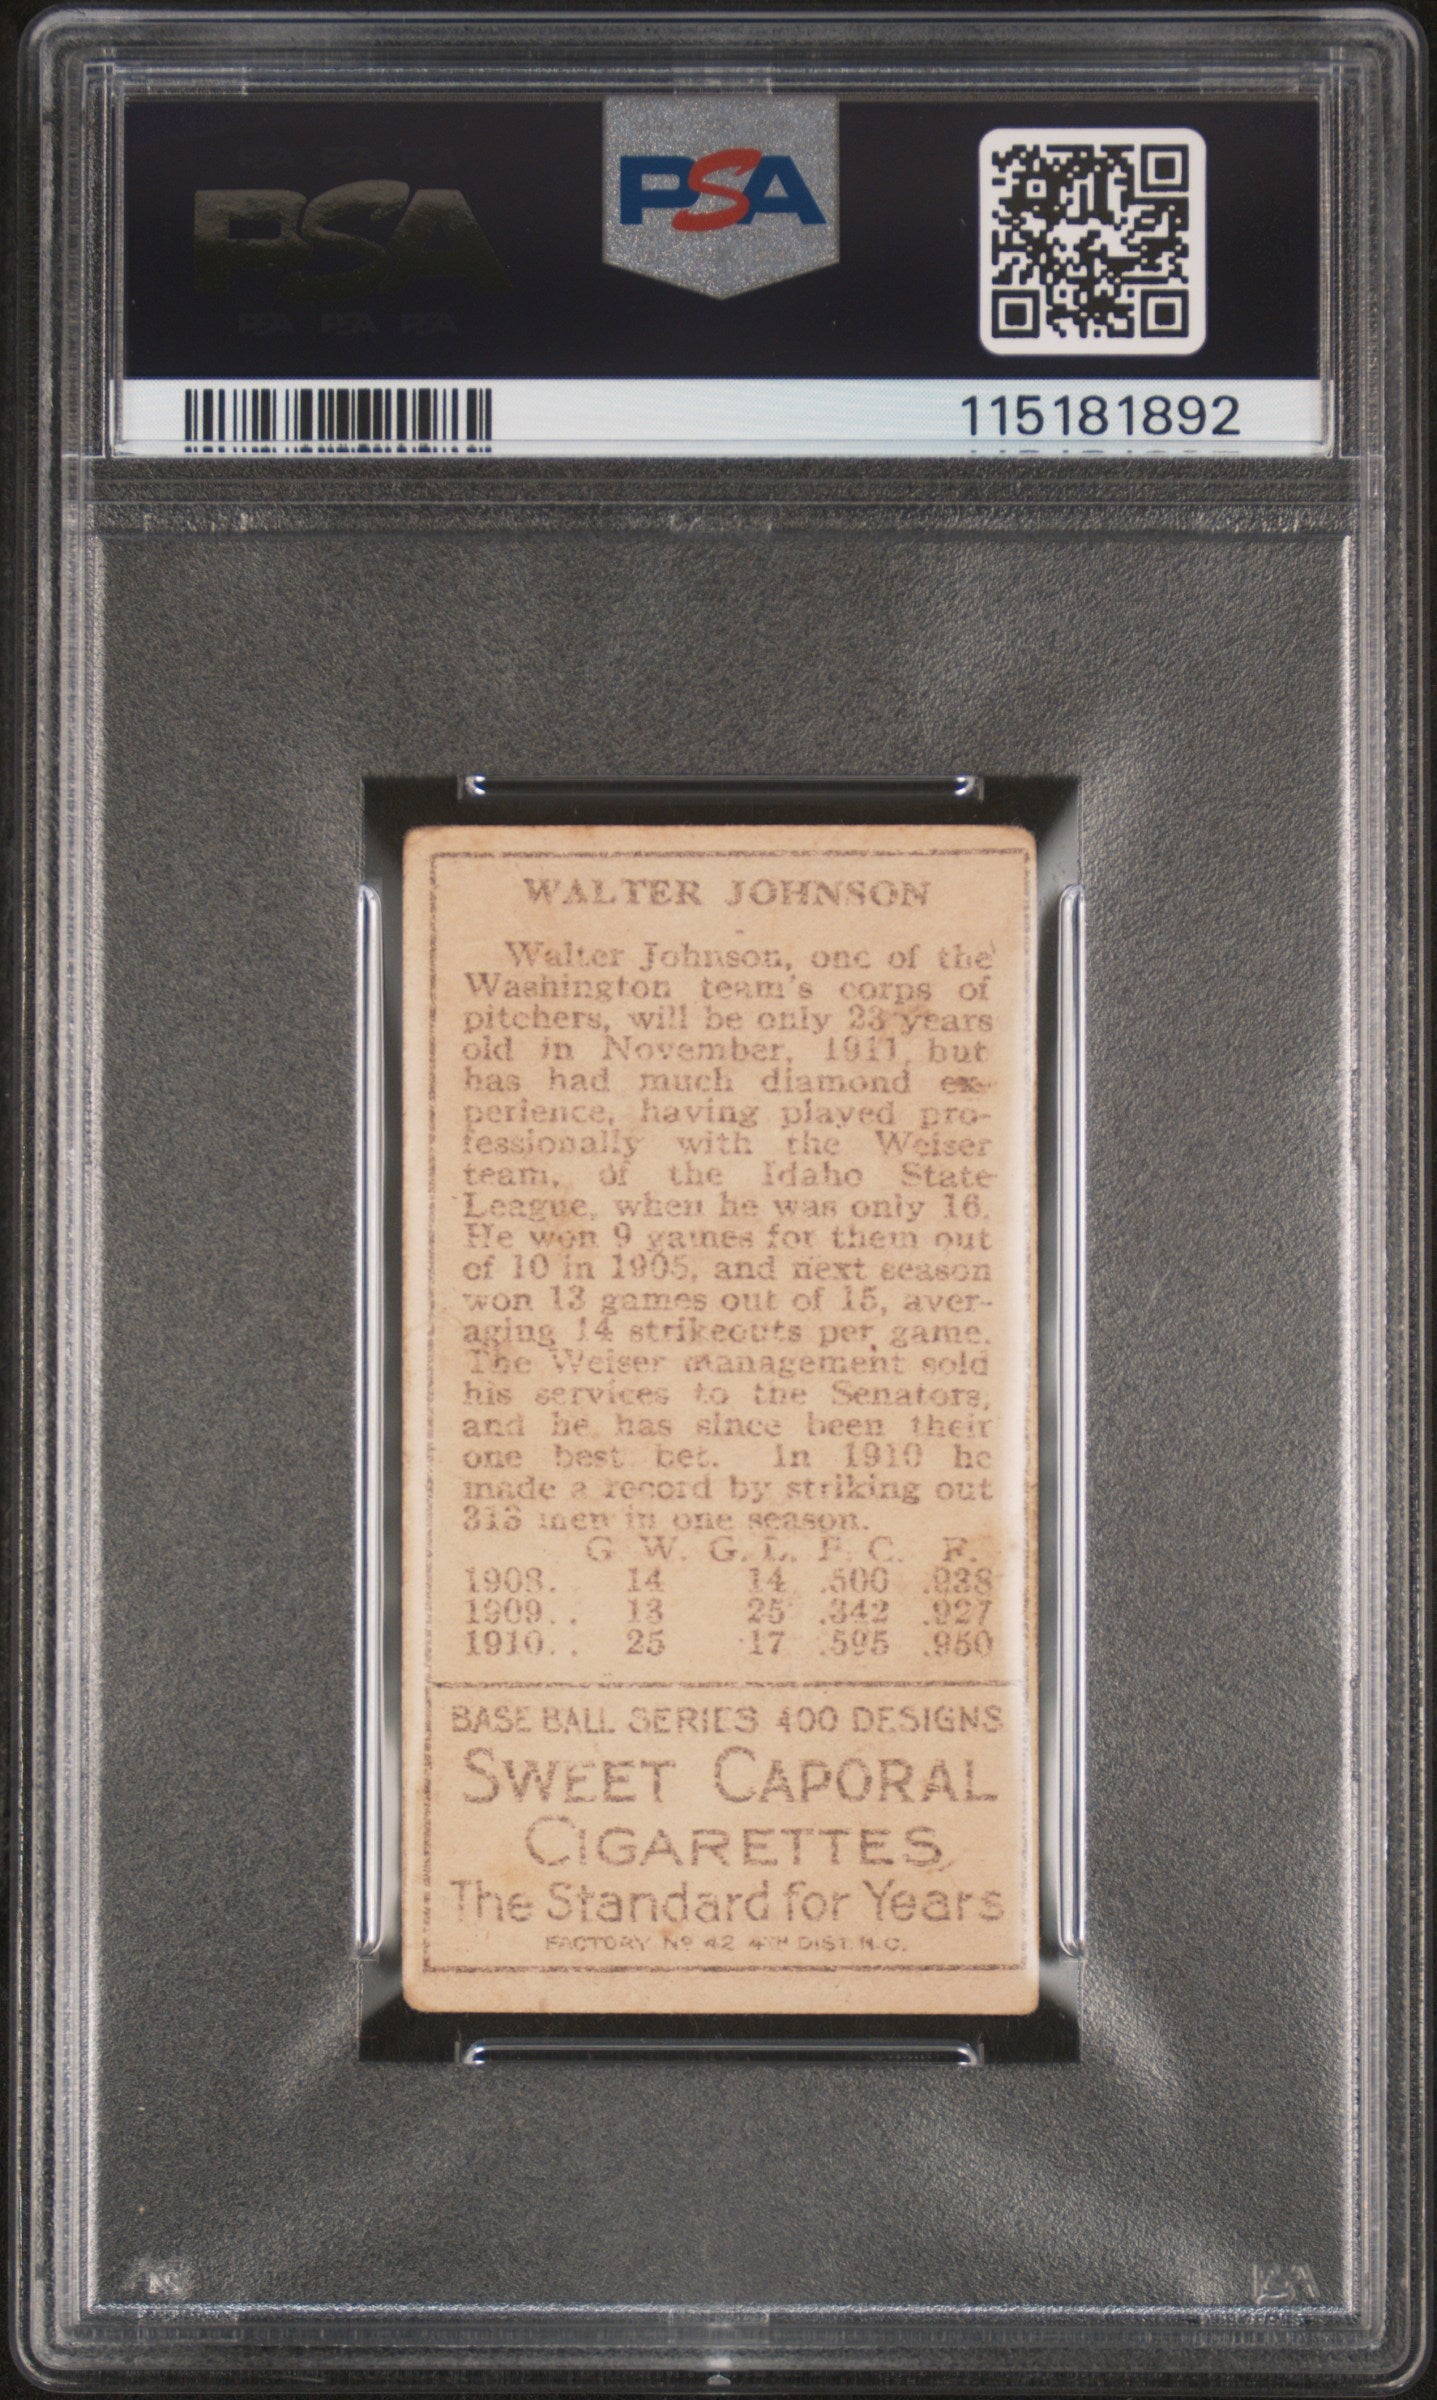 PSA
PSA
115181892
WALTER JOHNSON
Walter Johnson, one of the
Washington team's corps of
pitchers, will be only 23 years
old in November, 1911, but
has had much diamond ex-
perience, having played pro-
fessionally with the Weiser
team, of the Idaho State
League, when he was only 16.
He won 9 games for them out
of 10 in 1905, and next season
won 13 games out of 15, aver-
aging 14 strikeouts per game.
The Weiser management sold
his services to the Senators,
and he has since been their
one best bet. In 1910 he
made a record by striking out
313 men in one season.
G. W. G. L. P. C. F.
1908. 14 14 .500 .938
1909.. 13 25 .342 .927
1910.. 25 17 .595 .950
BASE BALL SERIES 400 DESIGNS
SWEET CAPORAL
CIGARETTES
The Standard for Years
FACTORY Nº 42 4TH DIST. N.C.